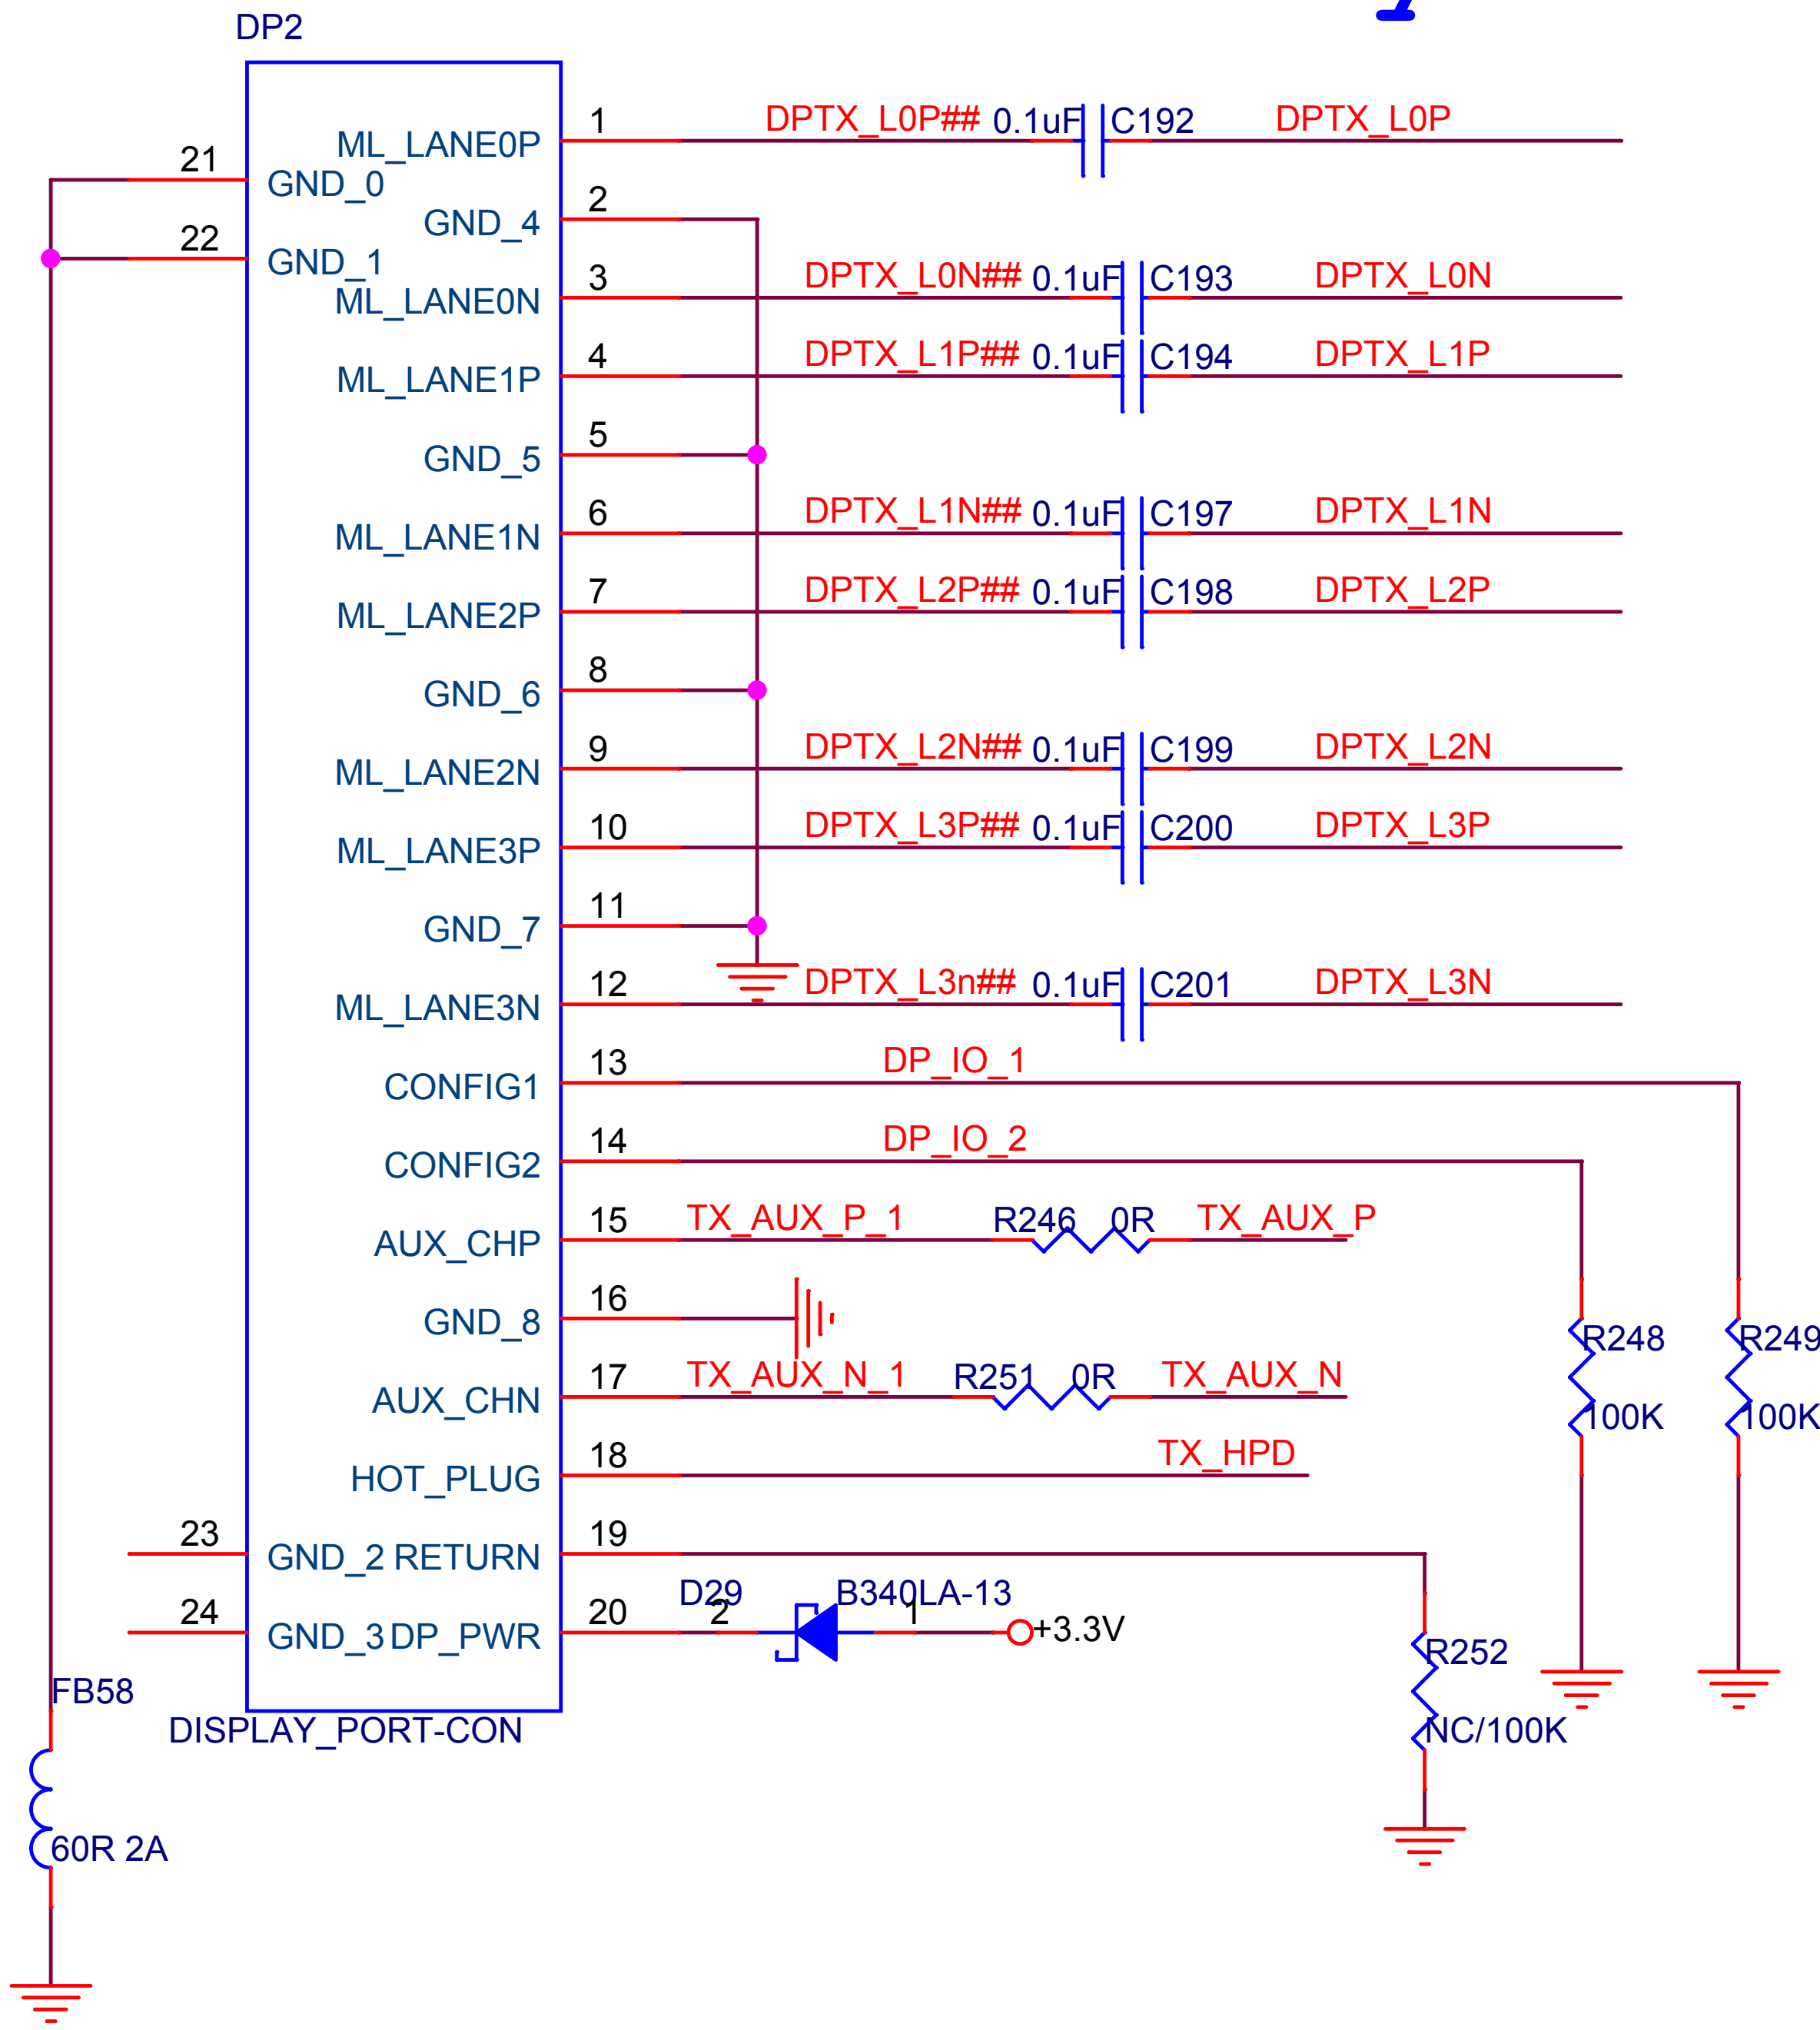 DP2
1
ML_LANE0P
DPTX_L0P## 0.1uF C192 DPTX_L0P
21
GND_0
2
GND_4
22
GND_1
3
ML_LANE0N
DPTX_L0N## 0.1uF C193 DPTX_L0N
4
ML_LANE1P
DPTX_L1P## 0.1uF C194 DPTX_L1P
5
GND_5
6
ML_LANE1N
DPTX_L1N## 0.1uF C197 DPTX_L1N
7
ML_LANE2P
DPTX_L2P## 0.1uF C198 DPTX_L2P
8
GND_6
9
ML_LANE2N
DPTX_L2N## 0.1uF C199 DPTX_L2N
10
ML_LANE3P
DPTX_L3P## 0.1uF C200 DPTX_L3P
11
GND_7
12
ML_LANE3N
DPTX_L3n## 0.1uF C201 DPTX_L3N
13
CONFIG1
DP_IO_1
14
CONFIG2
DP_IO_2
15
AUX_CHP
TX_AUX_P_1 R246 0R TX_AUX_P
16
GND_8
R248
100K
R249
100K
17
AUX_CHN
TX_AUX_N_1 R251 0R TX_AUX_N
18
HOT_PLUG
TX_HPD
23
GND_2
19
RETURN
24
GND_3
20
DP_PWR
D29 B340LA-13
2 1
+3.3V
R252
NC/100K
FB58
60R 2A
DISPLAY_PORT-CON